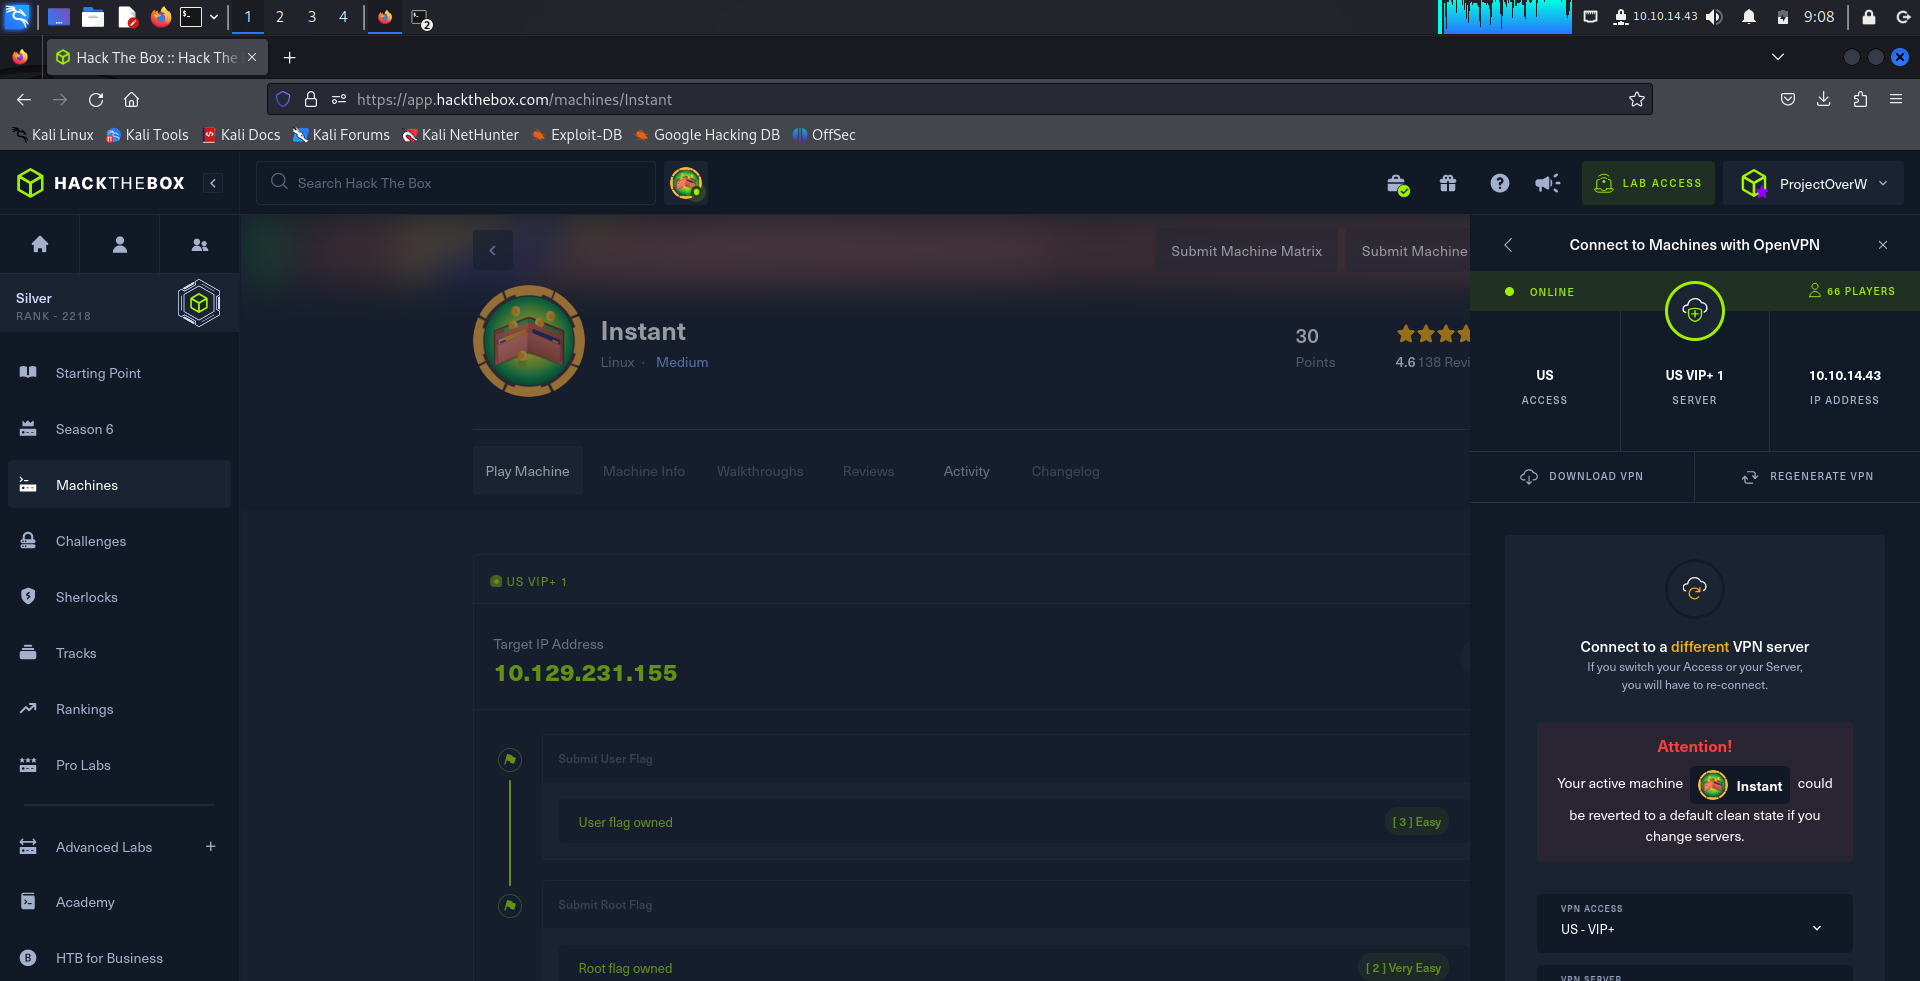 1 2 3 4 2 10.10.14.43 9:08
Hack The Box :: Hack The
https://app.hackthebox.com/machines/Instant
Kali Linux Kali Tools Kali Docs Kali Forums Kali NetHunter Exploit-DB Google Hacking DB OffSec
HACKTHEBOX
Search Hack The Box
LAB ACCESS
ProjectOverW
Silver
RANK - 2218
Starting Point
Season 6
Machines
Challenges
Sherlocks
Tracks
Rankings
Pro Labs
Advanced Labs +
Academy
HTB for Business
Submit Machine Matrix Submit Machine
Instant
Linux · Medium
30
Points
4.6 138 Revi
Play Machine Machine Info Walkthroughs Reviews Activity Changelog
US VIP+ 1
Target IP Address
10.129.231.155
Submit User Flag
User flag owned [ 3 ] Easy
Submit Root Flag
Root flag owned [ 2 ] Very Easy
Connect to Machines with OpenVPN
ONLINE 66 PLAYERS
US US VIP+ 1 10.10.14.43
ACCESS SERVER IP ADDRESS
DOWNLOAD VPN REGENERATE VPN
Connect to a different VPN server
If you switch your Access or your Server,
you will have to re-connect.
Attention!
Your active machine Instant could
be reverted to a default clean state if you
change servers.
VPN ACCESS
US - VIP+
VPN SERVER